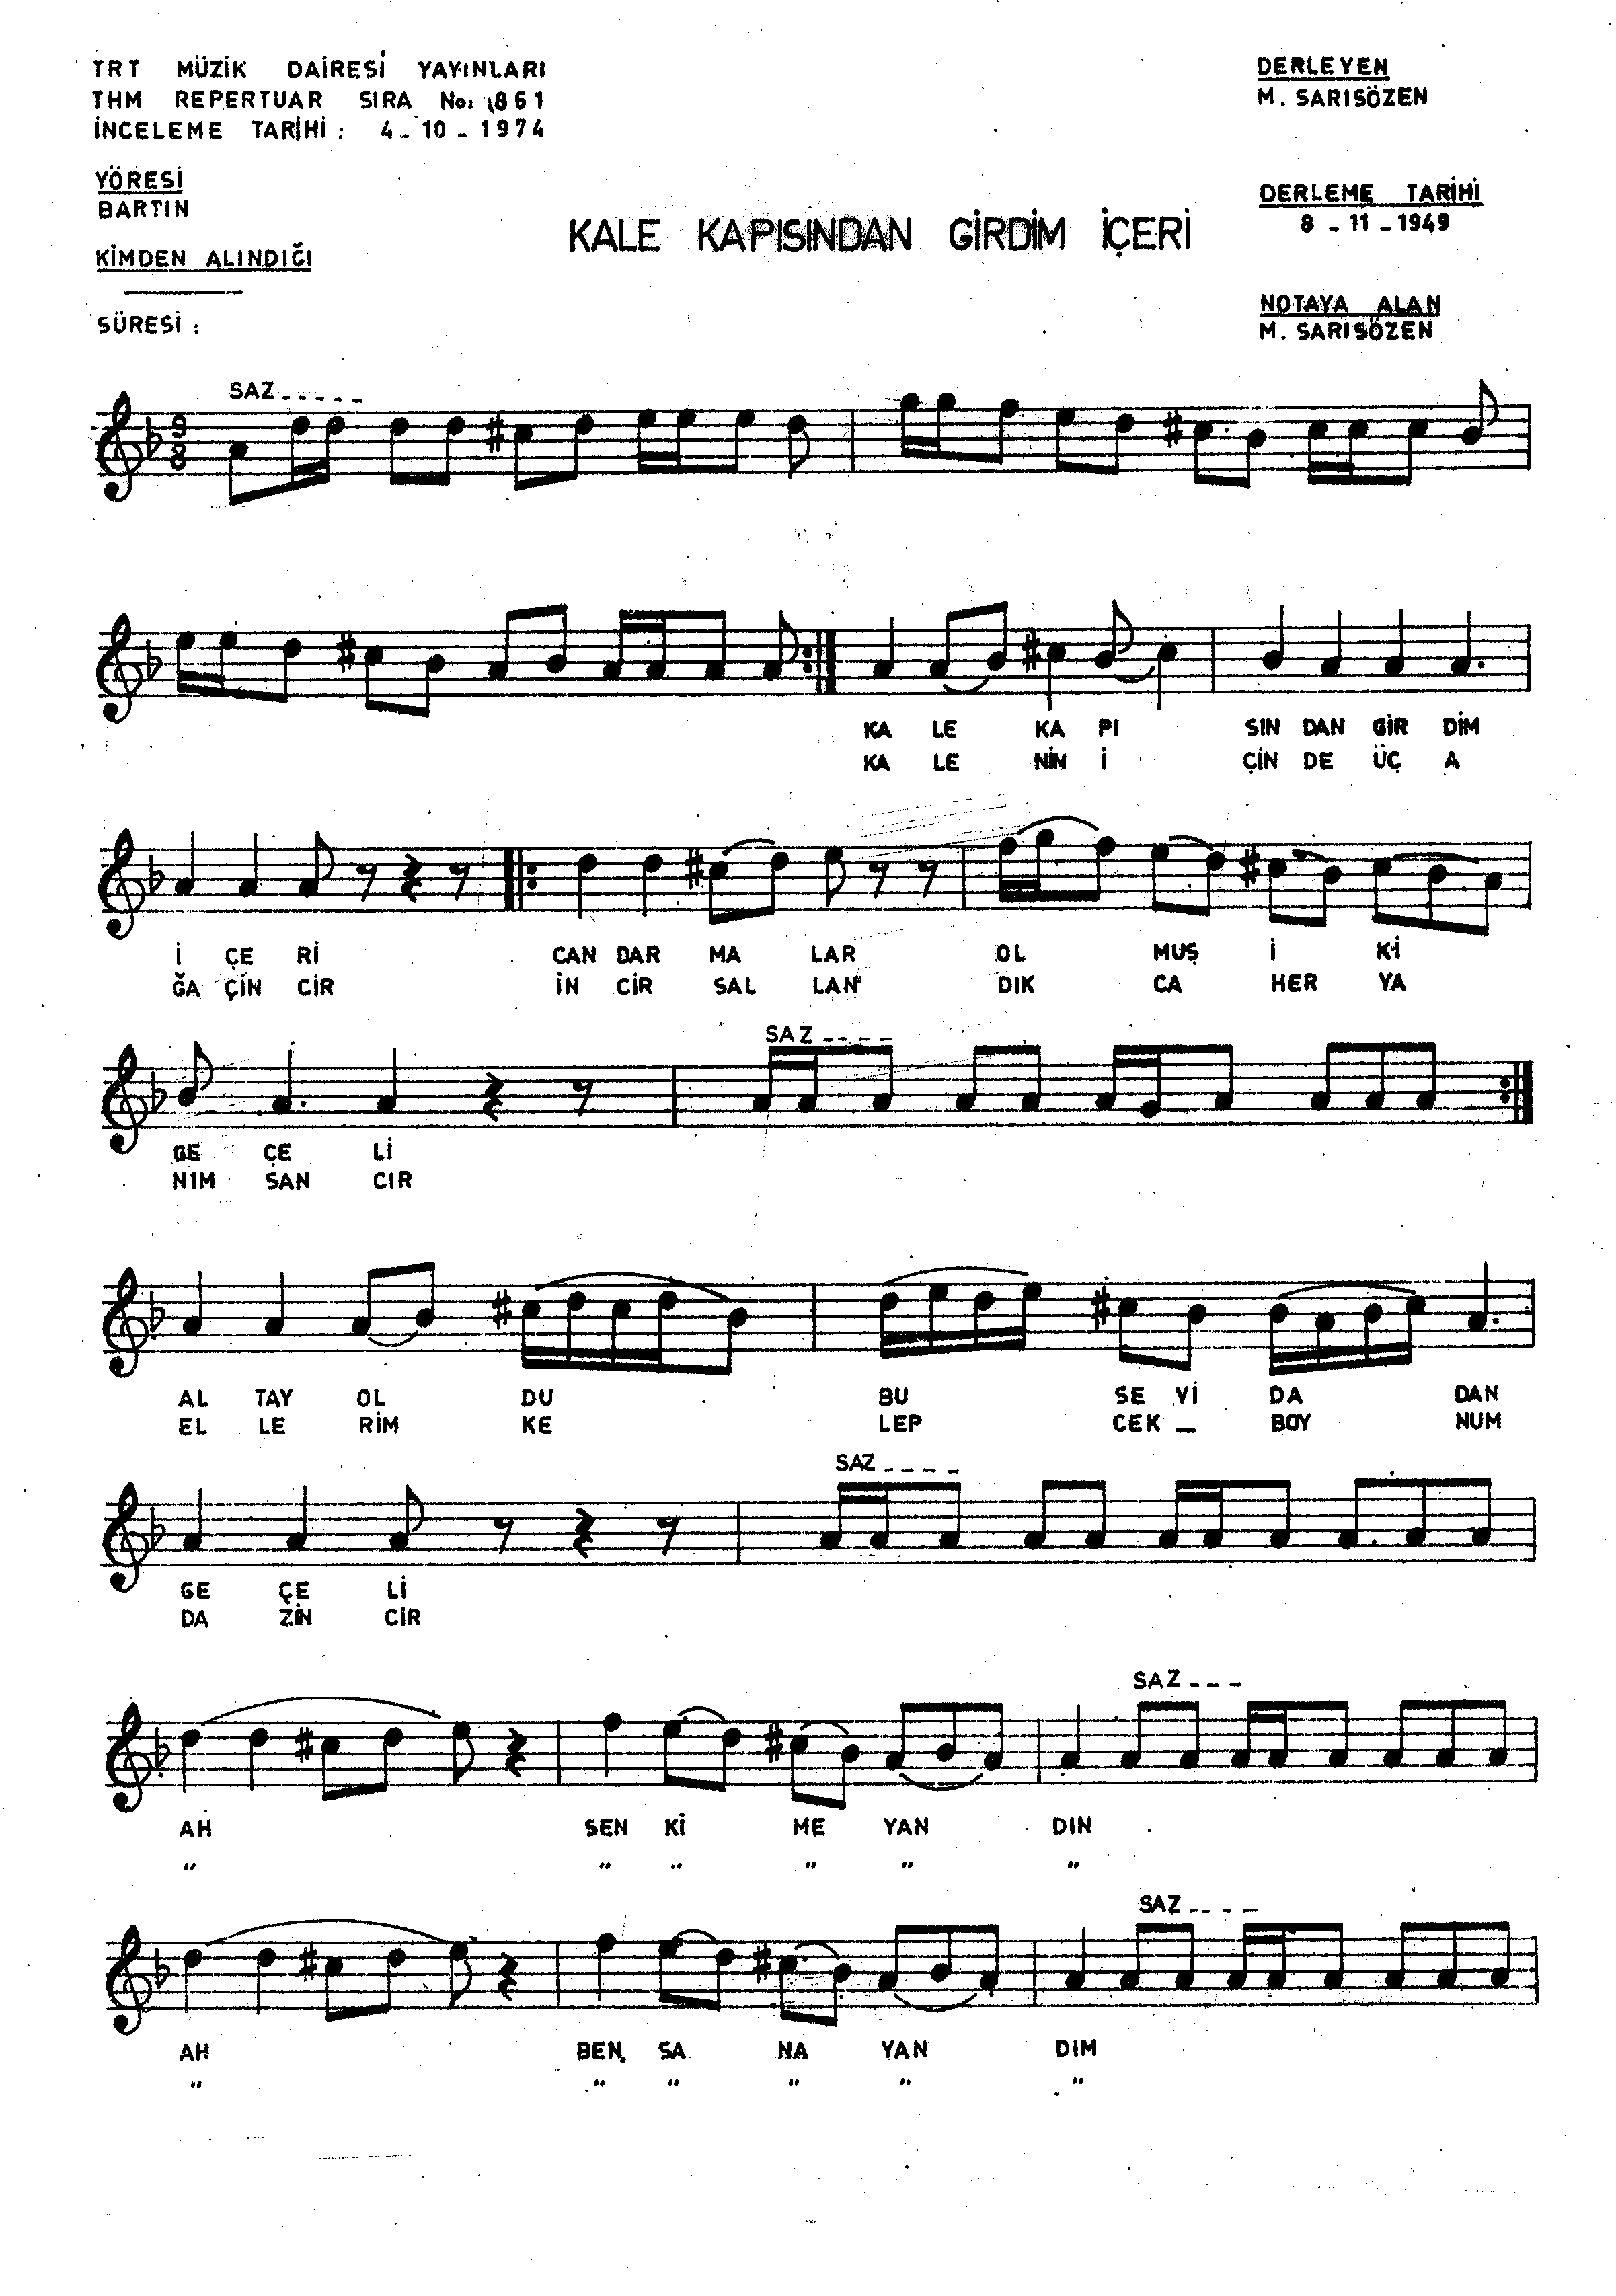 TRT MÜZİK DAİRESİ YAYINLARI
THM REPERTUAR SIRA No: 1861
İNCELEME TARİHİ : 4-10-1974
DERLEYEN
M. SARISÖZEN
YÖRESİ
BARTIN
DERLEME TARİHİ
8-11-1949
KALE KAPISINDAN GİRDİM İÇERİ
KİMDEN ALINDIĞI
NOTAYA ALAN
M. SARISÖZEN
SÜRESİ :
SAZ-----
9
8
KA LE KA PI SIN DAN GİR DİM
KA LE NİN İ ÇİN DE ÜÇ A
İ ÇE Rİ CAN DAR MA LAR OL MUŞ İ Kİ
ĞA ÇİN CİR İN CİR SAL LAN DIK CA HER YA
SAZ----
GE ÇE Lİ
NIM SAN CIR
AL TAY OL DU BU SE Vİ DA DAN
EL LE RİM KE LEP CEK _ BOY NUM
SAZ----
GE ÇE Lİ
DA ZİN CİR
SAZ---
AH SEN Kİ ME YAN DIN
" " " " " "
SAZ----
AH BEN SA NA YAN DIM
" " " " " "